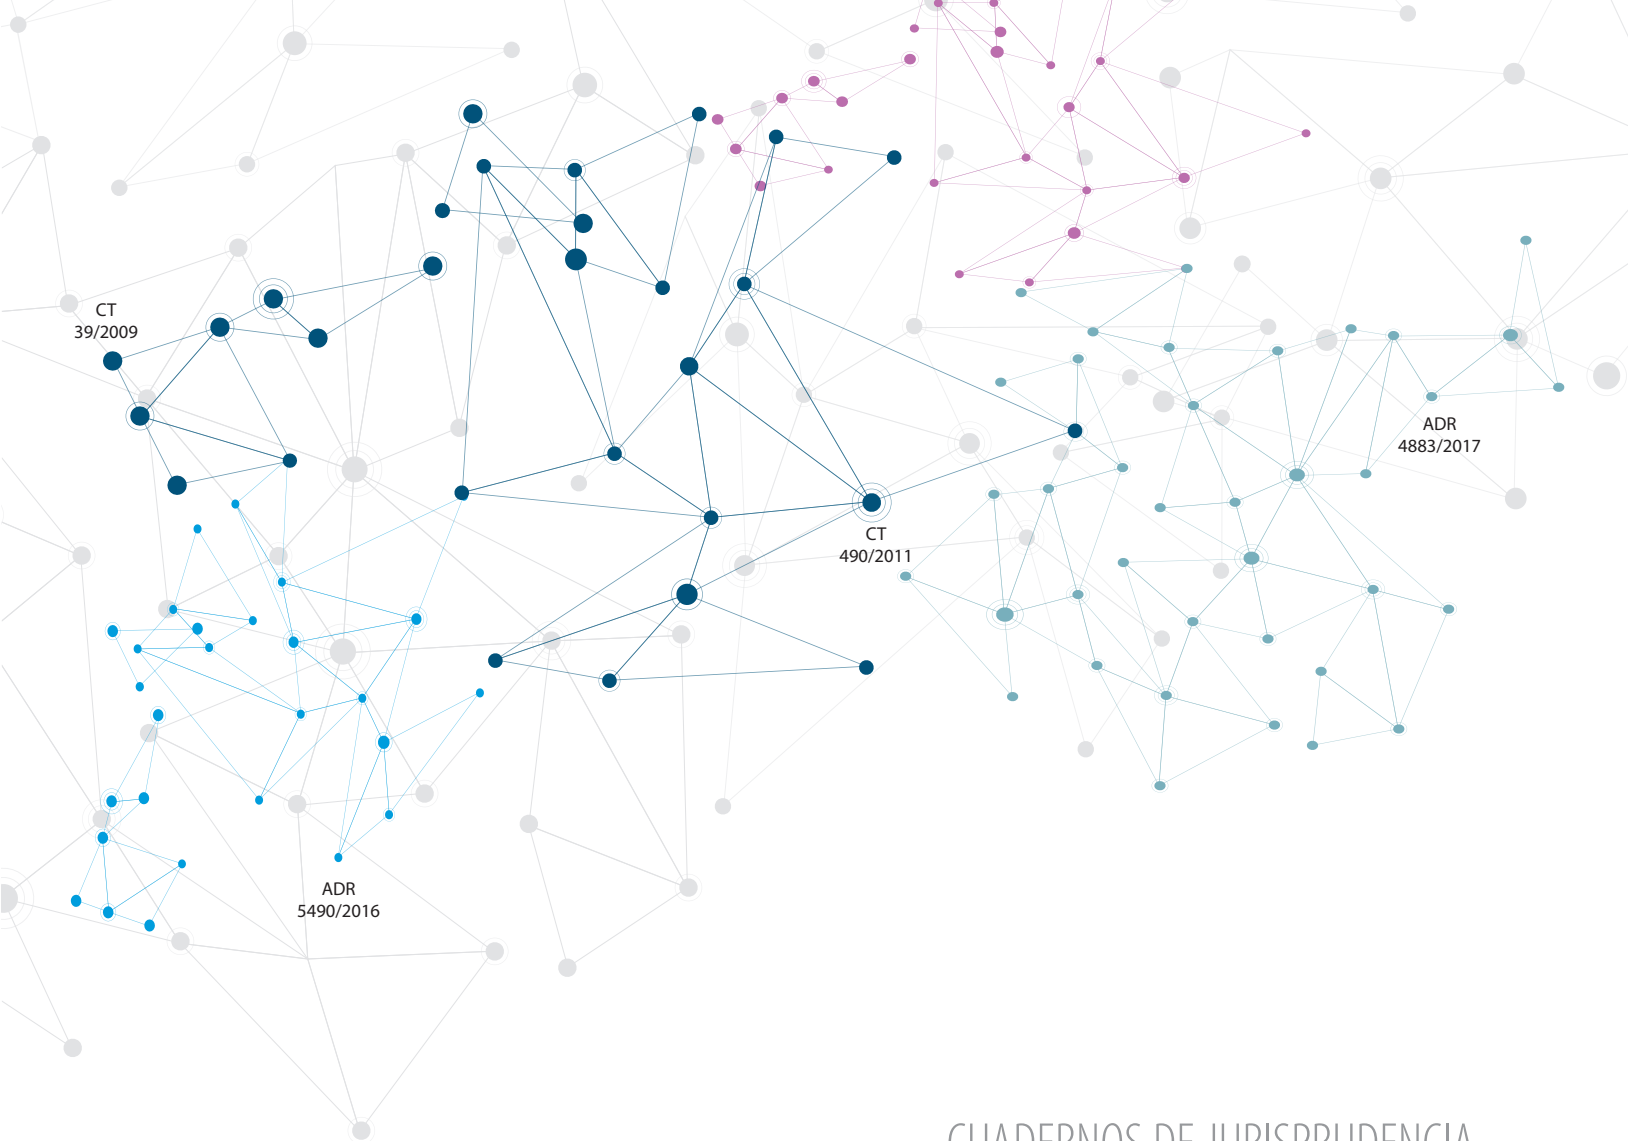 CT
39/2009
ADR
4883/2017
CT
490/2011
ADR
5490/2016
CUADERNOS DE JURISPRUDENCIA